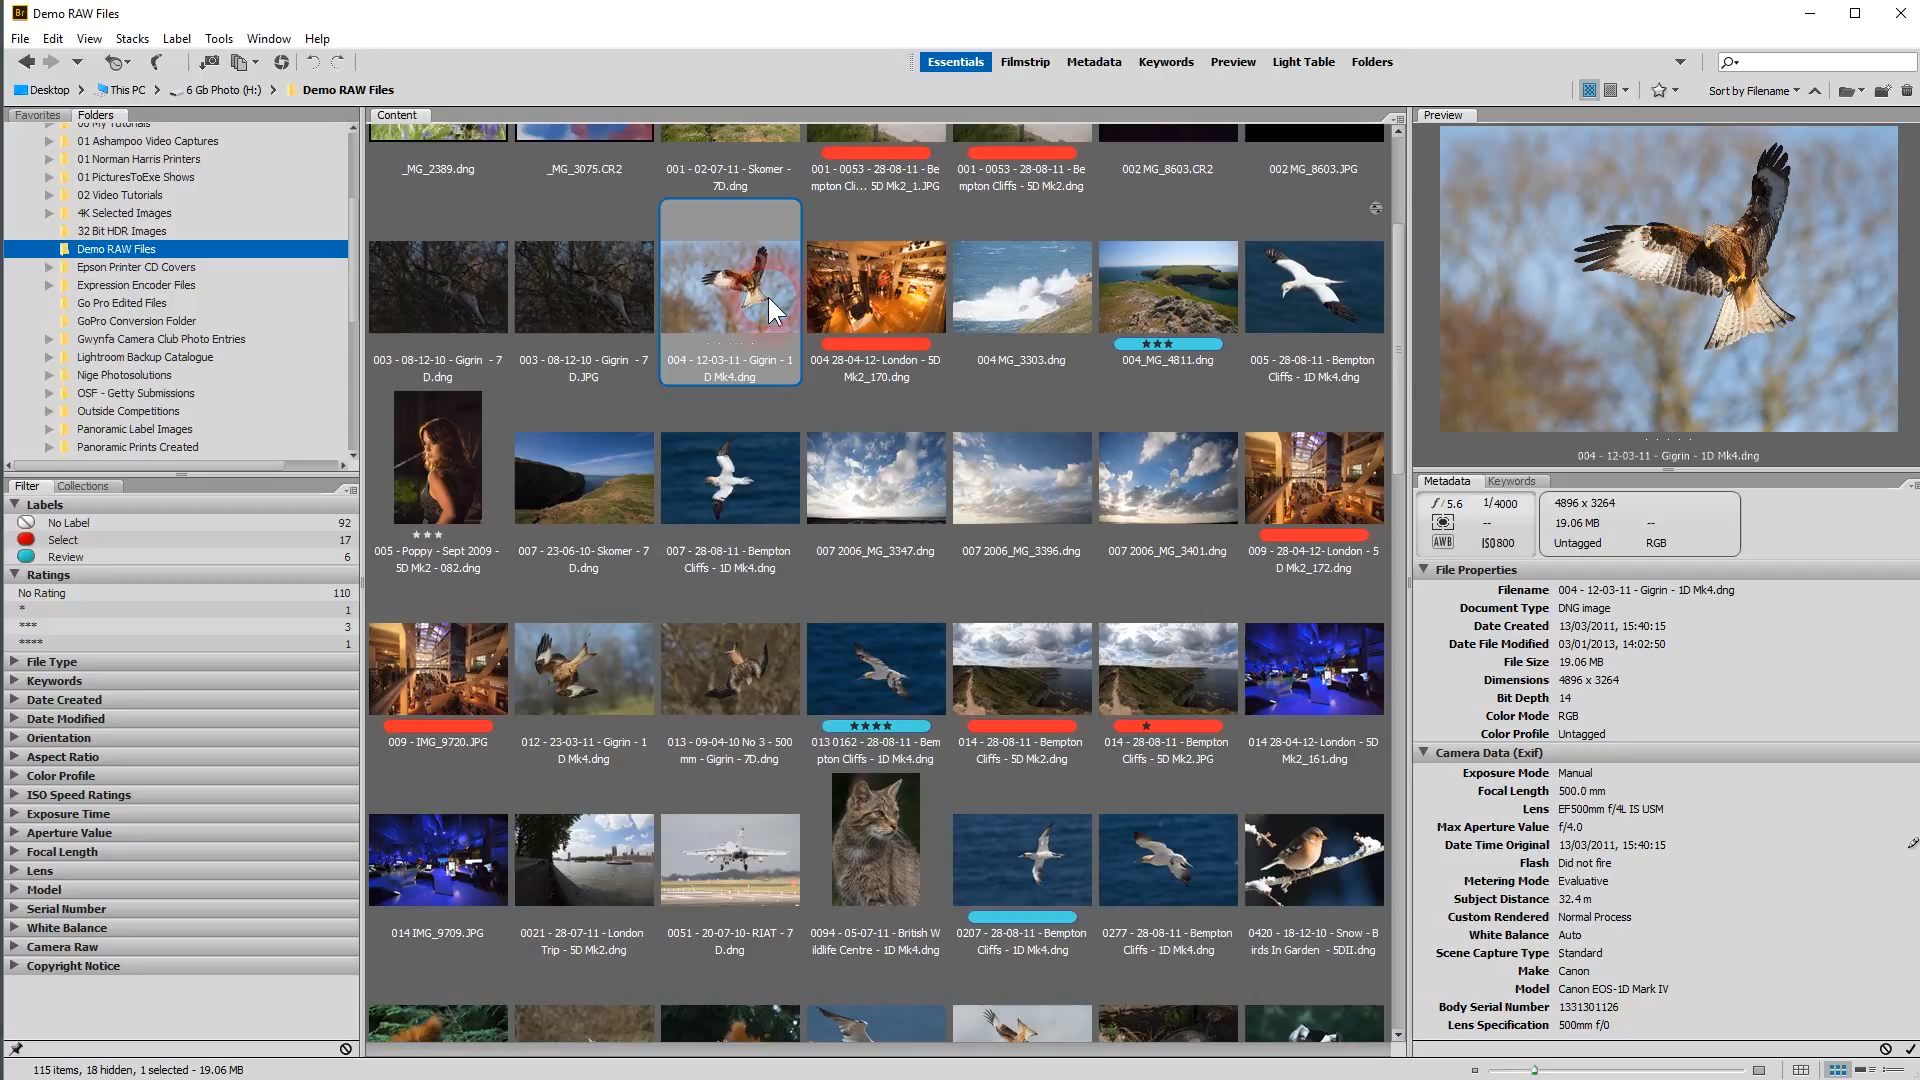 Br Demo RAW Files
File Edit View Stacks Label Tools Window Help
Essentials Filmstrip Metadata Keywords Preview Light Table Folders
Desktop This PC 6 Gb Photo (H:) Demo RAW Files
Sort by Filename
Favorites Folders
01 Ashampoo Video Captures
01 Norman Harris Printers
01 PicturesToExe Shows
02 Video Tutorials
4K Selected Images
32 Bit HDR Images
Demo RAW Files
Epson Printer CD Covers
Expression Encoder Files
Go Pro Edited Files
GoPro Conversion Folder
Gwynfa Camera Club Photo Entries
Lightroom Backup Catalogue
Nige Photosolutions
OSF - Getty Submissions
Outside Competitions
Panoramic Label Images
Panoramic Prints Created
Filter Collections
Labels
No Label 92
Select 17
Review 6
Ratings
No Rating 110
* 1
*** 3
**** 1
File Type
Keywords
Date Created
Date Modified
Orientation
Aspect Ratio
Color Profile
ISO Speed Ratings
Exposure Time
Aperture Value
Focal Length
Lens
Model
Serial Number
White Balance
Camera Raw
Copyright Notice
Content
_MG_2389.dng
_MG_3075.CR2
001 - 02-07-11 - Skomer -
7D.dng
001 - 0053 - 28-08-11 - Be
mpton Cli... 5D Mk2_1.JPG
001 - 0053 - 28-08-11 - Be
mpton Cliffs - 5D Mk2.dng
002 MG_8603.CR2
002 MG_8603.JPG
003 - 08-12-10 - Gigrin - 7
D.dng
003 - 08-12-10 - Gigrin - 7
D.JPG
004 - 12-03-11 - Gigrin - 1
D Mk4.dng
004 28-04-12- London - 5D
Mk2_170.dng
004 MG_3303.dng
004_MG_4811.dng
005 - 28-08-11 - Bempton
Cliffs - 1D Mk4.dng
005 - Poppy - Sept 2009 -
5D Mk2 - 082.dng
007 - 23-06-10- Skomer - 7
D.dng
007 - 28-08-11 - Bempton
Cliffs - 1D Mk4.dng
007 2006_MG_3347.dng
007 2006_MG_3396.dng
007 2006_MG_3401.dng
009 - 28-04-12- London - 5
D Mk2_172.dng
009 - IMG_9720.JPG
012 - 23-03-11 - Gigrin - 1
D Mk4.dng
013 - 09-04-10 No 3 - 500
mm - Gigrin - 7D.dng
013 0162 - 28-08-11 - Bem
pton Cliffs - 1D Mk4.dng
014 - 28-08-11 - Bempton
Cliffs - 5D Mk2.dng
014 - 28-08-11 - Bempton
Cliffs - 5D Mk2.JPG
014 28-04-12- London - 5D
Mk2_161.dng
014 IMG_9709.JPG
0021 - 28-07-11 - London
Trip - 5D Mk2.dng
0051 - 20-07-10- RIAT - 7
D.dng
0094 - 05-07-11 - British W
ildlife Centre - 1D Mk4.dng
0207 - 28-08-11 - Bempton
Cliffs - 1D Mk4.dng
0277 - 28-08-11 - Bempton
Cliffs - 1D Mk4.dng
0420 - 18-12-10 - Snow - B
irds In Garden - 5DII.dng
Preview
004 - 12-03-11 - Gigrin - 1D Mk4.dng
Metadata Keywords
f/5.6 1/4000
--
AWB ISO800
4896 x 3264
19.06 MB --
Untagged RGB
File Properties
Filename 004 - 12-03-11 - Gigrin - 1D Mk4.dng
Document Type DNG image
Date Created 13/03/2011, 15:40:15
Date File Modified 03/01/2013, 14:02:50
File Size 19.06 MB
Dimensions 4896 x 3264
Bit Depth 14
Color Mode RGB
Color Profile Untagged
Camera Data (Exif)
Exposure Mode Manual
Focal Length 500.0 mm
Lens EF500mm f/4L IS USM
Max Aperture Value f/4.0
Date Time Original 13/03/2011, 15:40:15
Flash Did not fire
Metering Mode Evaluative
Subject Distance 32.4 m
Custom Rendered Normal Process
White Balance Auto
Scene Capture Type Standard
Make Canon
Model Canon EOS-1D Mark IV
Body Serial Number 1331301126
Lens Specification 500mm f/0
115 items, 18 hidden, 1 selected - 19.06 MB